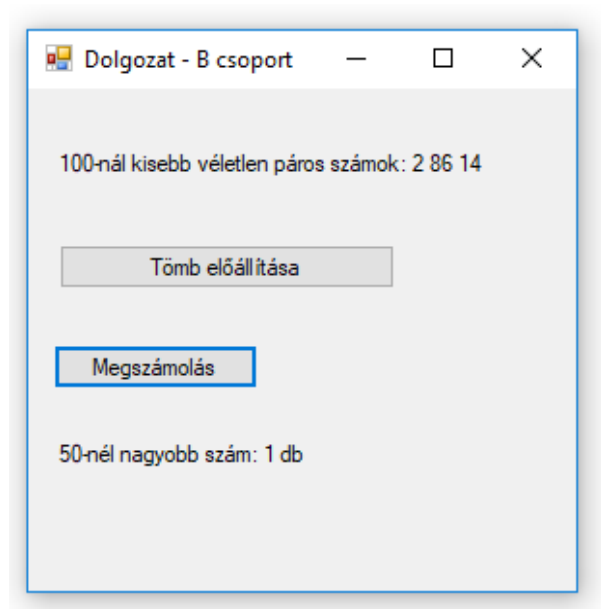 Dolgozat - B csoport
100-nál kisebb véletlen páros számok: 2 86 14
Tömb előállítása
Megszámolás
50-nél nagyobb szám: 1 db